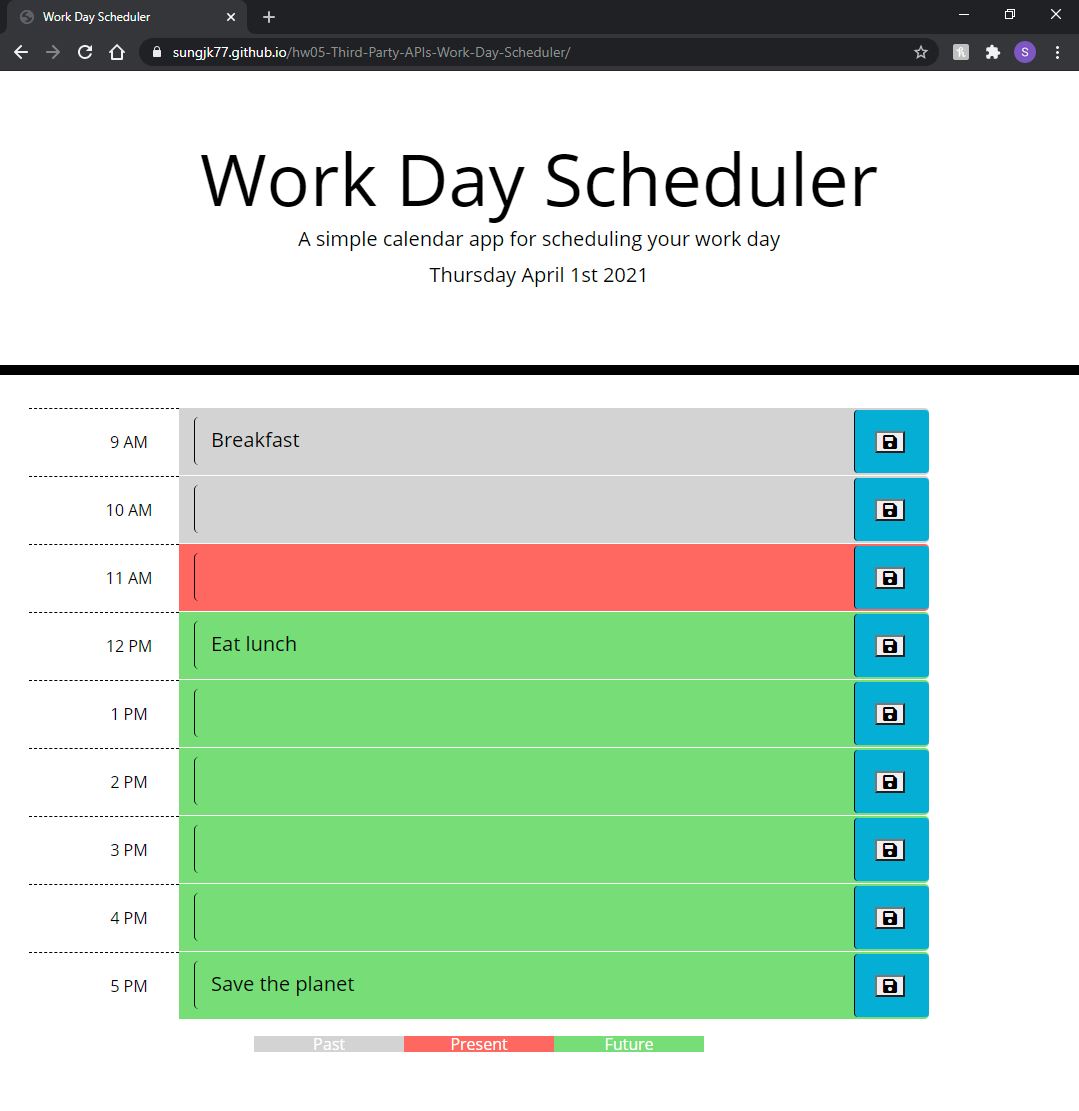 Work Day Scheduler
sungjk77.github.io/hw05-Third-Party-APIs-Work-Day-Scheduler/
S
Work Day Scheduler
A simple calendar app for scheduling your work day
Thursday April 1st 2021
9 AM Breakfast
10 AM
11 AM
12 PM Eat lunch
1 PM
2 PM
3 PM
4 PM
5 PM Save the planet
Past Present Future